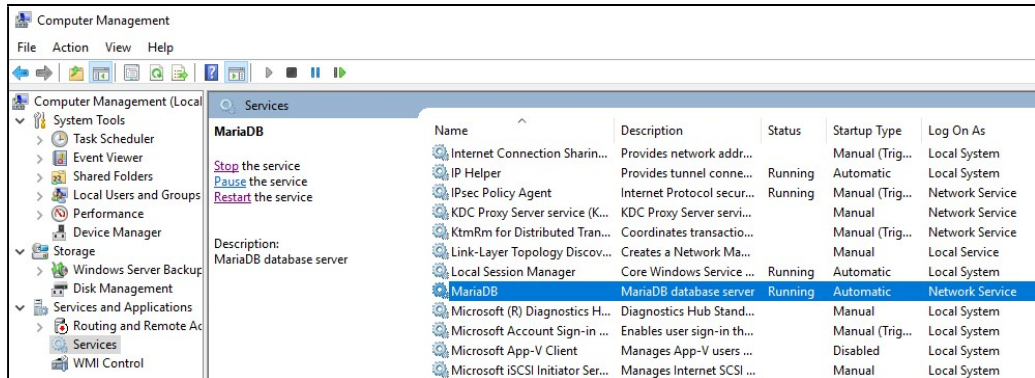 Computer Management
File Action View Help
Computer Management (Local
System Tools
Task Scheduler
Event Viewer
Shared Folders
Local Users and Groups
Performance
Device Manager
Storage
Windows Server Backup
Disk Management
Services and Applications
Routing and Remote Ac
Services
WMI Control
Services
MariaDB
Stop the service
Pause the service
Restart the service
Description:
MariaDB database server
Name Description Status Startup Type Log On As
Internet Connection Sharin... Provides network addr... Manual (Trig... Local System
IP Helper Provides tunnel conne... Running Automatic Local System
IPsec Policy Agent Internet Protocol secur... Running Manual (Trig... Network Service
KDC Proxy Server service (K... KDC Proxy Server servi... Manual Network Service
KtmRm for Distributed Tran... Coordinates transactio... Manual (Trig... Network Service
Link-Layer Topology Discov... Creates a Network Ma... Manual Local Service
Local Session Manager Core Windows Service ... Running Automatic Local System
MariaDB MariaDB database server Running Automatic Network Service
Microsoft (R) Diagnostics H... Diagnostics Hub Stand... Manual Local System
Microsoft Account Sign-in ... Enables user sign-in th... Manual (Trig... Local System
Microsoft App-V Client Manages App-V users ... Disabled Local System
Microsoft iSCSI Initiator Ser... Manages Internet SCSI ... Manual Local System